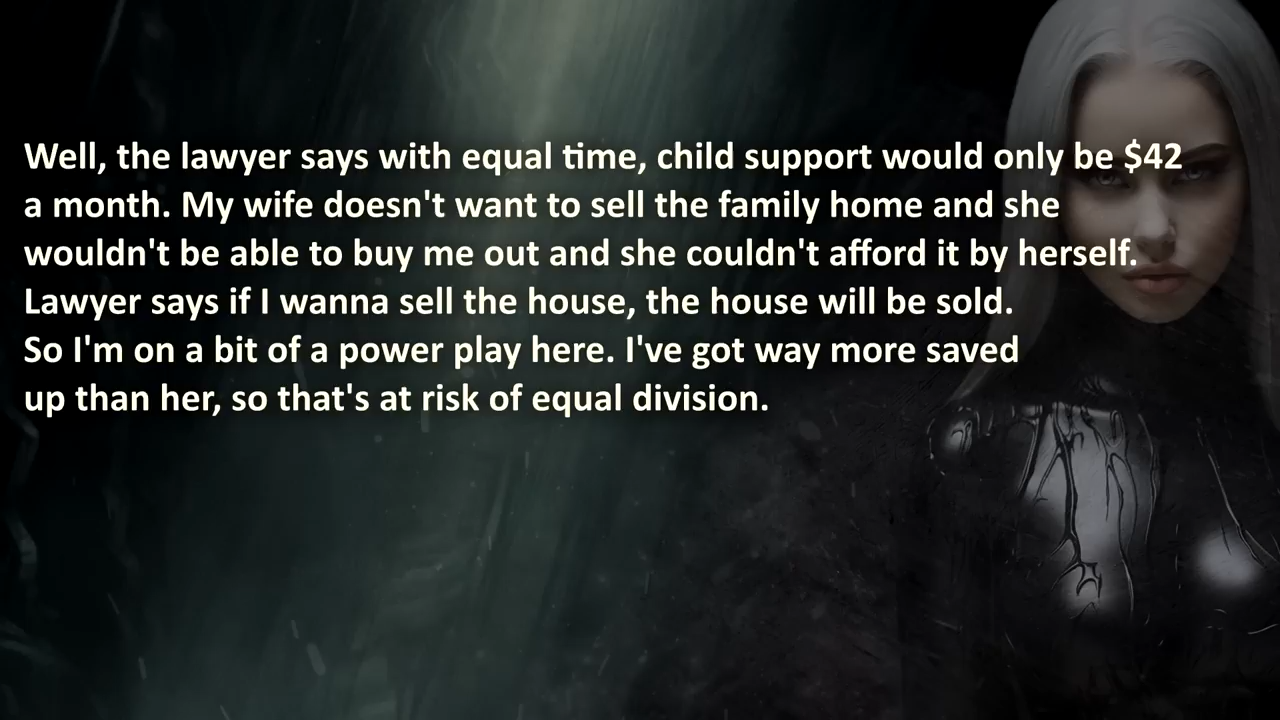 Well, the lawyer says with equal time, child support would only be $42
a month. My wife doesn't want to sell the family home and she
wouldn't be able to buy me out and she couldn't afford it by herself.
Lawyer says if I wanna sell the house, the house will be sold.
So I'm on a bit of a power play here. I've got way more saved
up than her, so that's at risk of equal division.